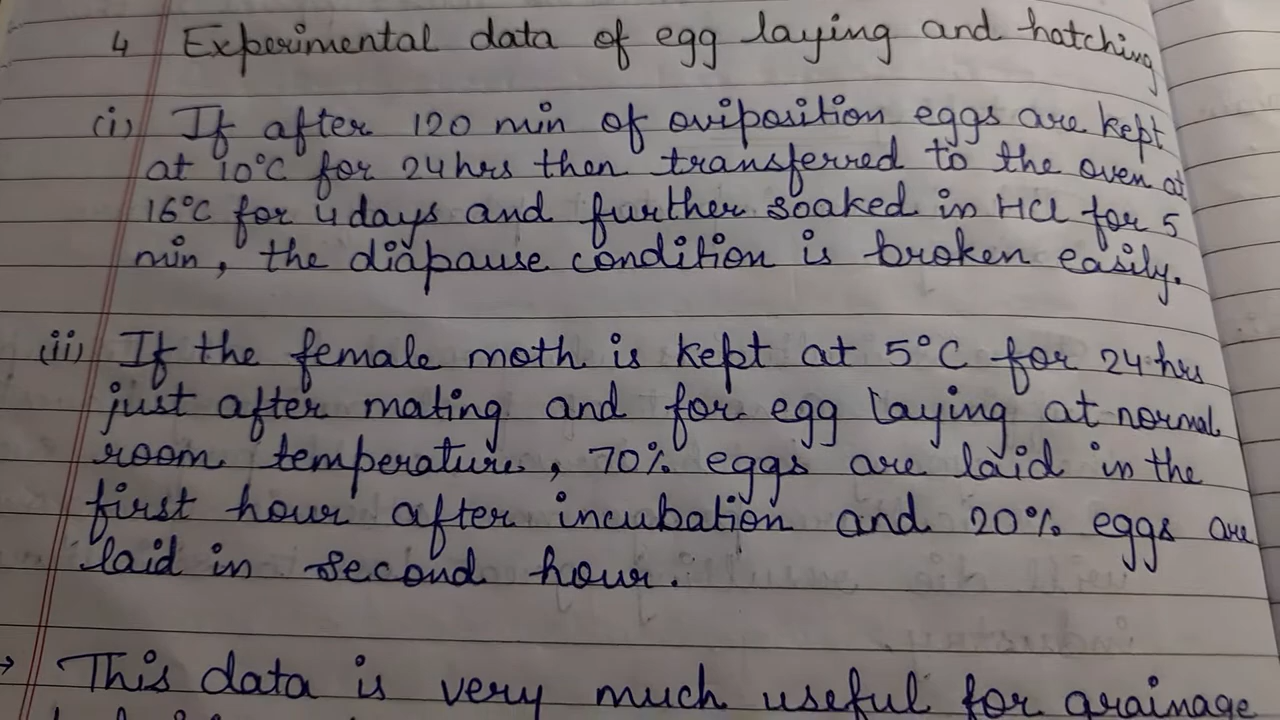 4 Experimental data of egg laying and hatching
(i) If after 120 min of oviposition eggs are kept
at 10°C for 24hrs then transferred to the oven at
16°C for 4 days and further soaked in HCl for 5
min, the diapause condition is broken easily.
(ii) If the female moth is kept at 5°C for 24 hrs
just after mating and for egg laying at normal
room temperature, 70% eggs are laid in the
first hour after incubation and 20% eggs are
laid in second hour.
→ This data is very much useful for grainage